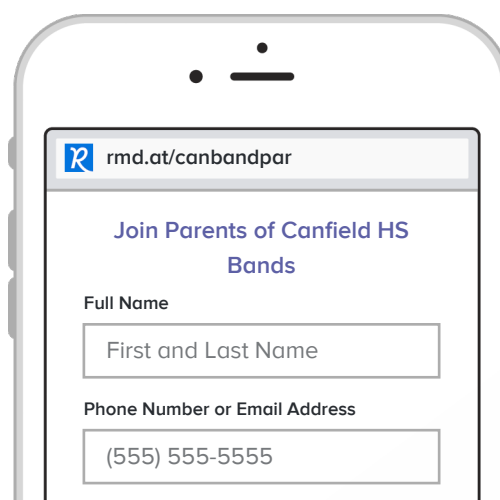 rmd.at/canbandpar
Join Parents of Canfield HS
Bands
Full Name
First and Last Name
Phone Number or Email Address
(555) 555-5555